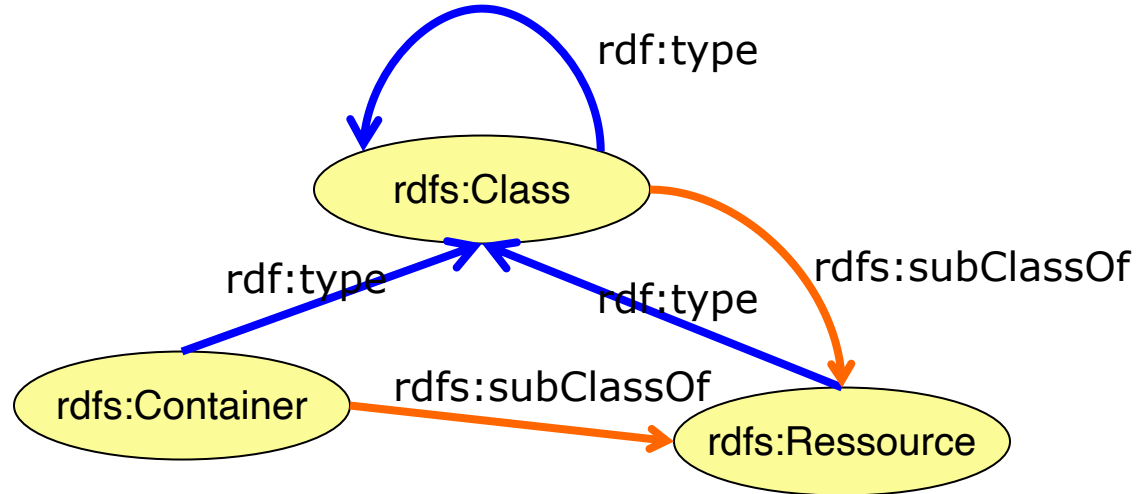 rdf:type
rdfs:Class
rdfs:subClassOf
rdf:type
rdf:type
rdfs:subClassOf
rdfs:Container
rdfs:Ressource